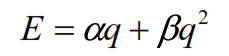 E = αq + βq²